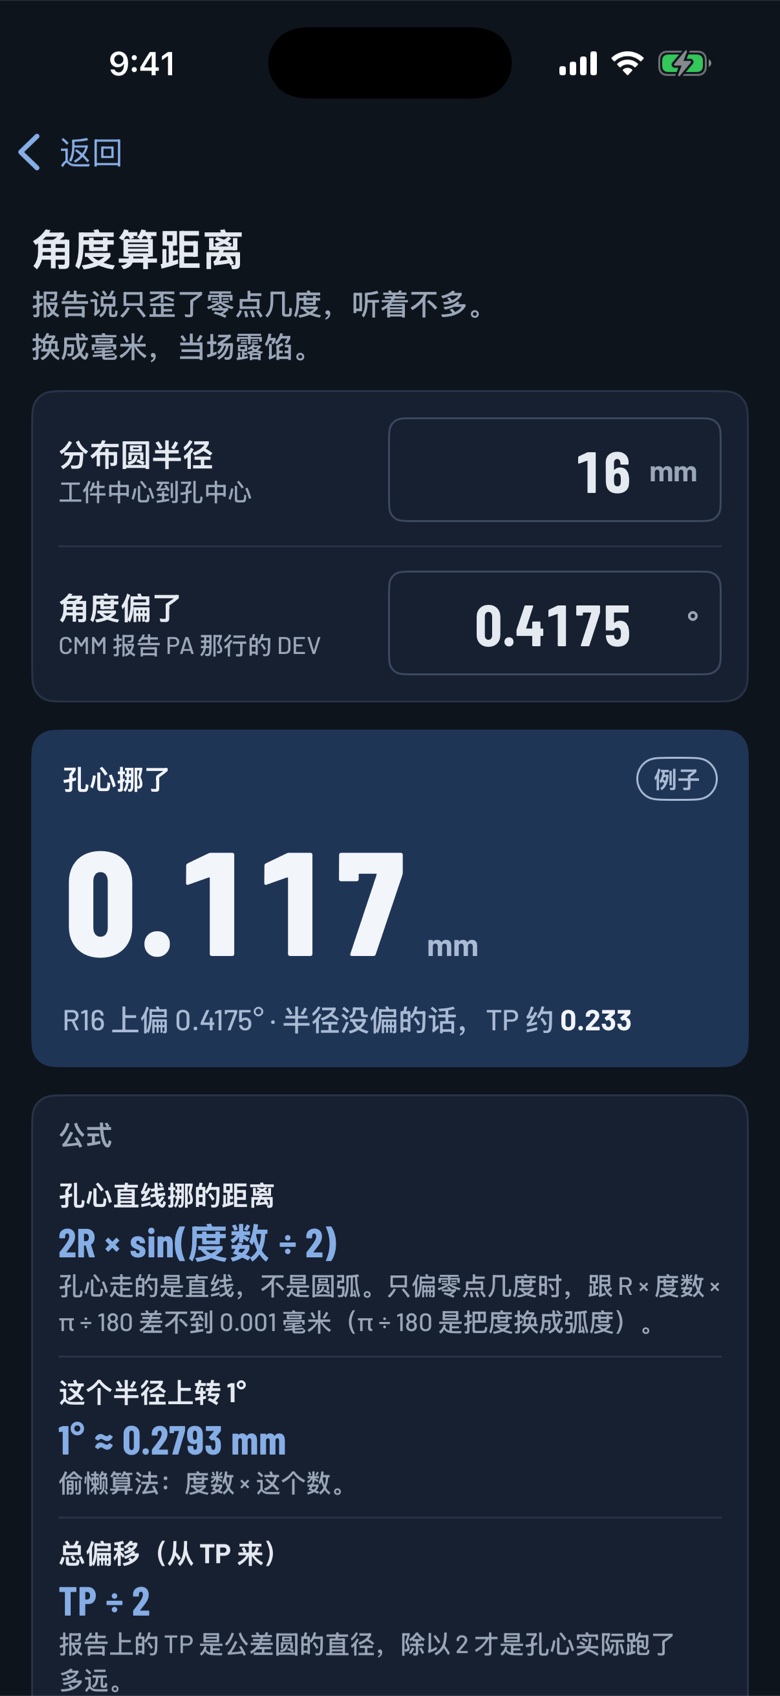 9:41
返回
角度算距离
报告说只歪了零点几度，听着不多。
换成毫米，当场露馅。
分布圆半径
工件中心到孔中心
16 mm
角度偏了
CMM 报告 PA 那行的 DEV
0.4175 °
孔心挪了
例子
0.117 mm
R16 上偏 0.4175° · 半径没偏的话，TP 约 0.233
公式
孔心直线挪的距离
2R × sin(度数 ÷ 2)
孔心走的是直线，不是圆弧。只偏零点几度时，跟 R × 度数 ×
π ÷ 180 差不到 0.001 毫米（π ÷ 180 是把度换成弧度）。
这个半径上转 1°
1° ≈ 0.2793 mm
偷懒算法：度数 × 这个数。
总偏移（从 TP 来）
TP ÷ 2
报告上的 TP 是公差圆的直径，除以 2 才是孔心实际跑了
多远。